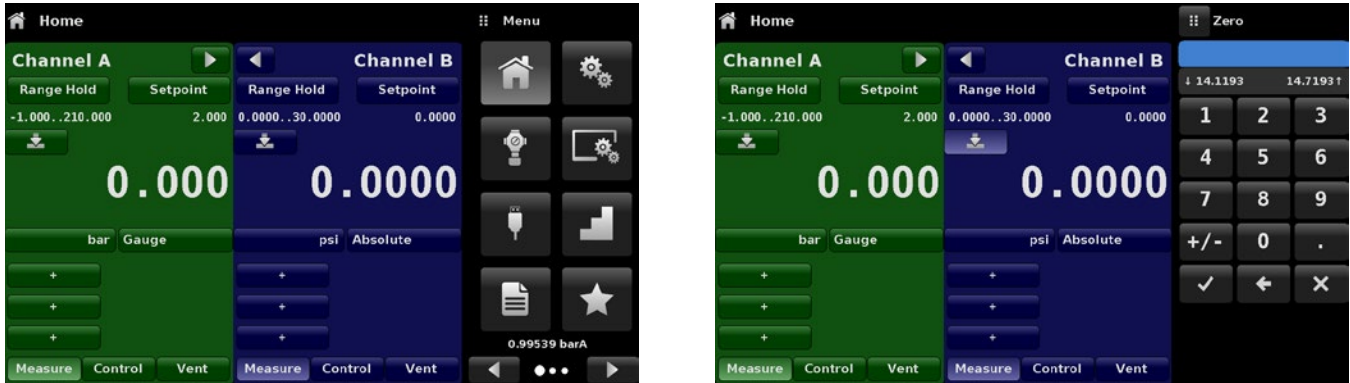 Home
Menu
Channel A
Channel B
Range Hold Setpoint
Range Hold Setpoint
-1.000..210.000 2.000
0.0000..30.0000 0.0000
0.000
0.0000
bar Gauge
psi Absolute
+ +
+ +
+ +
0.99539 barA
Measure Control Vent
Measure Control Vent
Home
Zero
Channel A
Channel B
Range Hold Setpoint
Range Hold Setpoint
↓ 14.1193 14.7193↑
-1.000..210.000 2.000
0.0000..30.0000 0.0000
0.000
0.0000
bar Gauge
psi Absolute
+ +
+ +
+ +
Measure Control Vent
Measure Control Vent
1 2 3
4 5 6
7 8 9
+/- 0 .